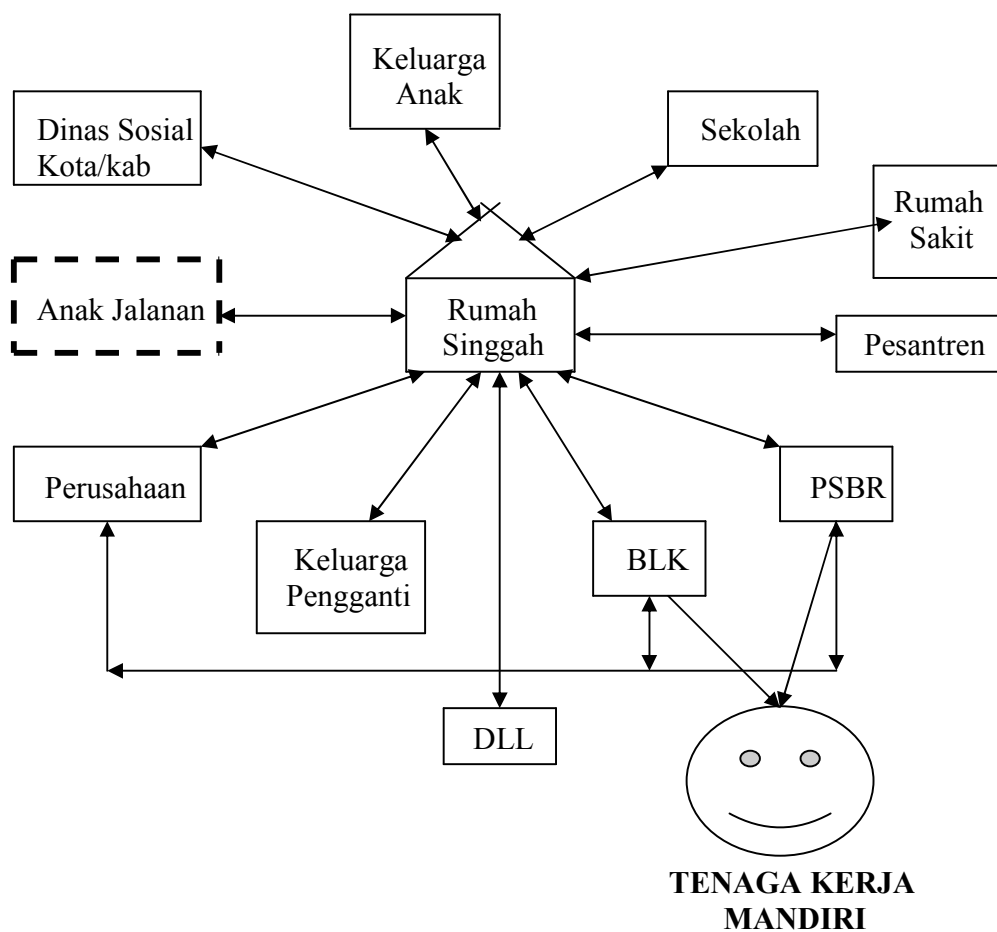 Keluarga
Anak
Dinas Sosial
Kota/kab
Sekolah
Rumah
Sakit
Anak Jalanan
Rumah
Singgah
Pesantren
Perusahaan
PSBR
Keluarga
Pengganti
BLK
DLL
TENAGA KERJA
MANDIRI